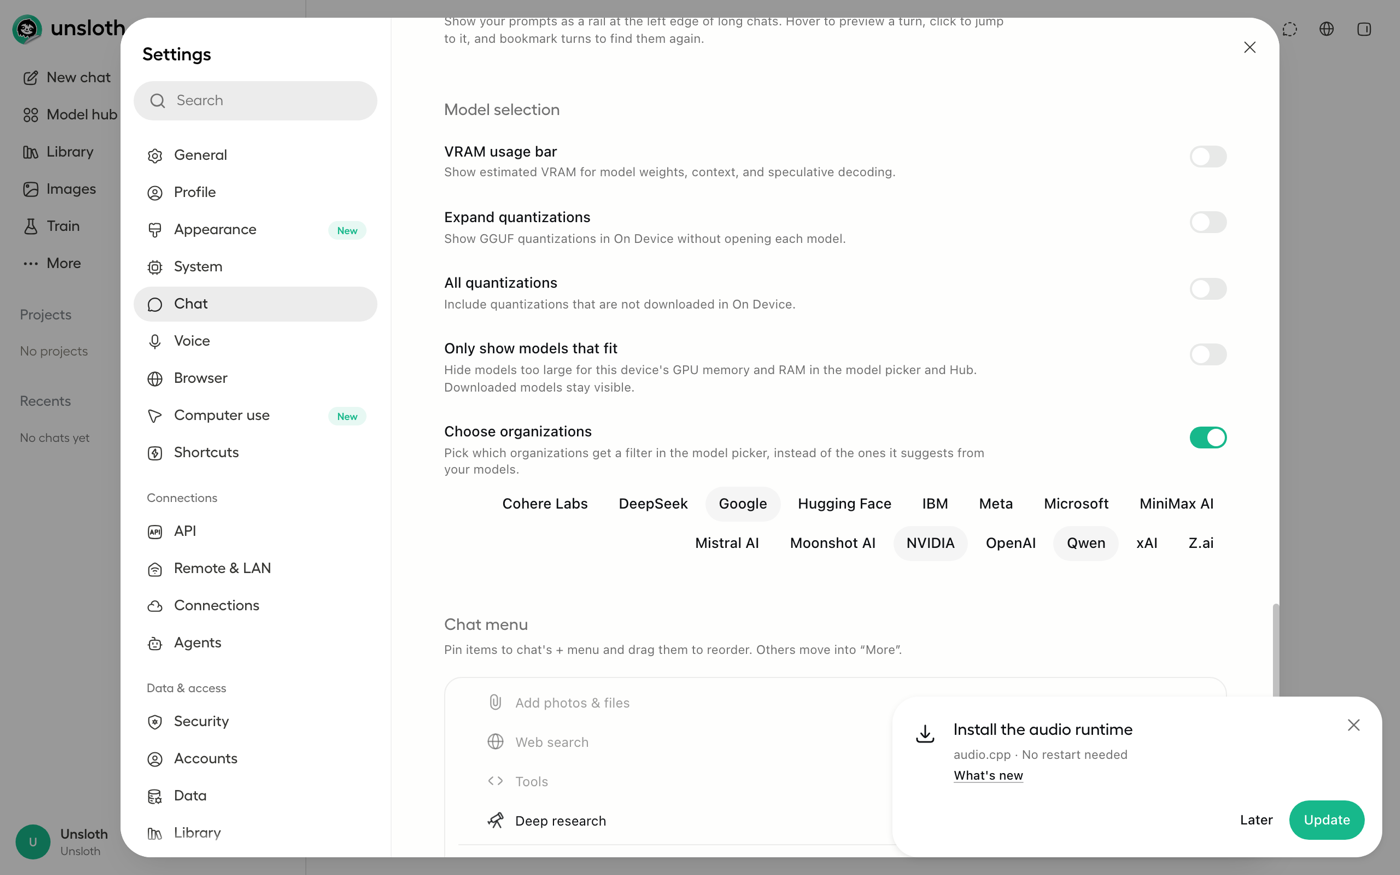 unsloth
New chat
Model hub
Library
Images
Train
More
Projects
No projects
Recents
No chats yet
U
Unsloth
Unsloth
Settings
Search
General
Profile
Appearance
New
System
Chat
Voice
Browser
Computer use
New
Shortcuts
Connections
API
API
Remote & LAN
Connections
Agents
Data & access
Security
Accounts
Data
Library
Show your prompts as a rail at the left edge of long chats. Hover to preview a turn, click to jump
to it, and bookmark turns to find them again.
Model selection
VRAM usage bar
Show estimated VRAM for model weights, context, and speculative decoding.
Expand quantizations
Show GGUF quantizations in On Device without opening each model.
All quantizations
Include quantizations that are not downloaded in On Device.
Only show models that fit
Hide models too large for this device's GPU memory and RAM in the model picker and Hub.
Downloaded models stay visible.
Choose organizations
Pick which organizations get a filter in the model picker, instead of the ones it suggests from
your models.
Cohere Labs DeepSeek Google Hugging Face IBM Meta Microsoft MiniMax AI
Mistral AI Moonshot AI NVIDIA OpenAI Qwen xAI Z.ai
Chat menu
Pin items to chat's + menu and drag them to reorder. Others move into “More”.
Add photos & files
Web search
Tools
Deep research
Install the audio runtime
audio.cpp · No restart needed
What's new
Later
Update